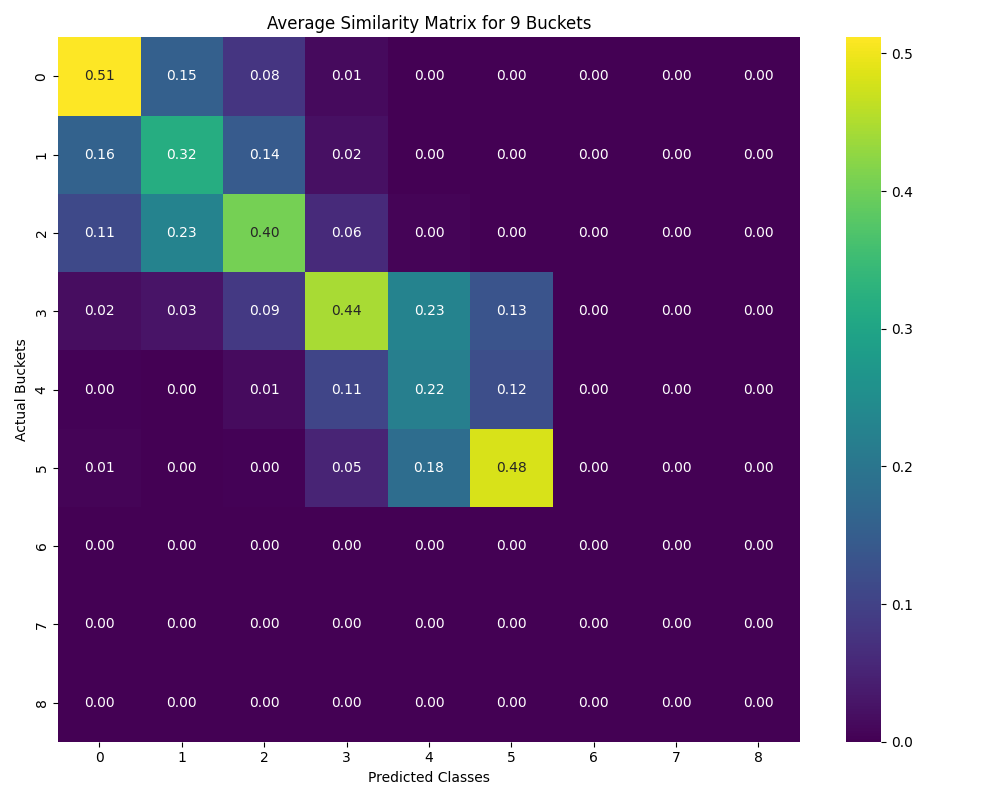 Average Similarity Matrix for 9 Buckets
0 0.51 0.15 0.08 0.01 0.00 0.00 0.00 0.00 0.00
1 0.16 0.32 0.14 0.02 0.00 0.00 0.00 0.00 0.00
2 0.11 0.23 0.40 0.06 0.00 0.00 0.00 0.00 0.00
3 0.02 0.03 0.09 0.44 0.23 0.13 0.00 0.00 0.00
4 0.00 0.00 0.01 0.11 0.22 0.12 0.00 0.00 0.00
5 0.01 0.00 0.00 0.05 0.18 0.48 0.00 0.00 0.00
6 0.00 0.00 0.00 0.00 0.00 0.00 0.00 0.00 0.00
7 0.00 0.00 0.00 0.00 0.00 0.00 0.00 0.00 0.00
8 0.00 0.00 0.00 0.00 0.00 0.00 0.00 0.00 0.00
0 1 2 3 4 5 6 7 8
Predicted Classes
Actual Buckets
0.5
0.4
0.3
0.2
0.1
0.0